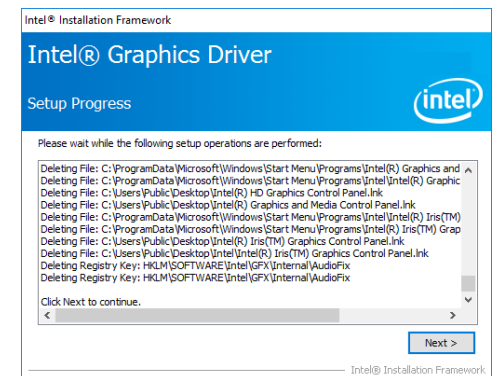 Intel® Installation Framework
Intel® Graphics Driver
Setup Progress
intel
Please wait while the following setup operations are performed:
Deleting File: C:\ProgramData\Microsoft\Windows\Start Menu\Programs\Intel(R) Graphics and
Deleting File: C:\ProgramData\Microsoft\Windows\Start Menu\Programs\Intel\Intel(R) Graphic
Deleting File: C:\Users\Public\Desktop\Intel(R) HD Graphics Control Panel.lnk
Deleting File: C:\Users\Public\Desktop\Intel(R) Graphics and Media Control Panel.lnk
Deleting File: C:\ProgramData\Microsoft\Windows\Start Menu\Programs\Intel\Intel(R) Iris(TM)
Deleting File: C:\ProgramData\Microsoft\Windows\Start Menu\Programs\Intel(R) Iris(TM) Grap
Deleting File: C:\Users\Public\Desktop\Intel(R) Iris(TM) Graphics Control Panel.lnk
Deleting File: C:\Users\Public\Desktop\Intel\Intel(R) Iris(TM) Graphics Control Panel.lnk
Deleting Registry Key: HKLM\SOFTWARE\Intel\GFX\Internal\AudioFix
Deleting Registry Key: HKLM\SOFTWARE\Intel\GFX\Internal\AudioFix
Click Next to continue.
Next >
Intel® Installation Framework